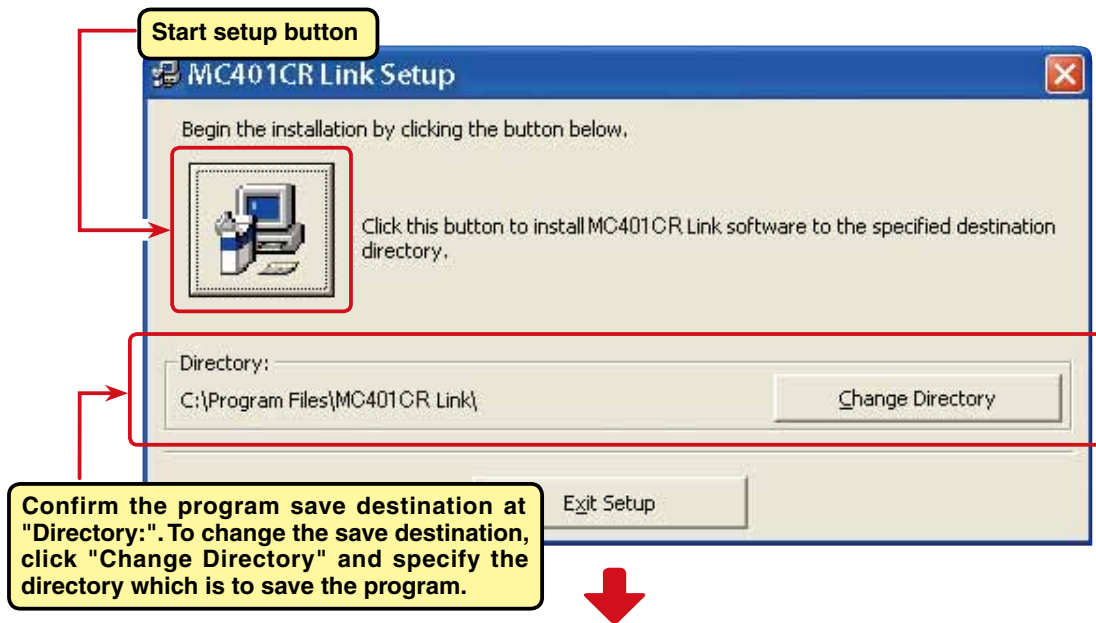 Start setup button
MC401CR Link Setup
Begin the installation by clicking the button below.
Click this button to install MC401CR Link software to the specified destination
directory.
Directory:
C:\Program Files\MC401CR Link\
Change Directory
Exit Setup
Confirm the program save destination at
"Directory:". To change the save destination,
click "Change Directory" and specify the
directory which is to save the program.